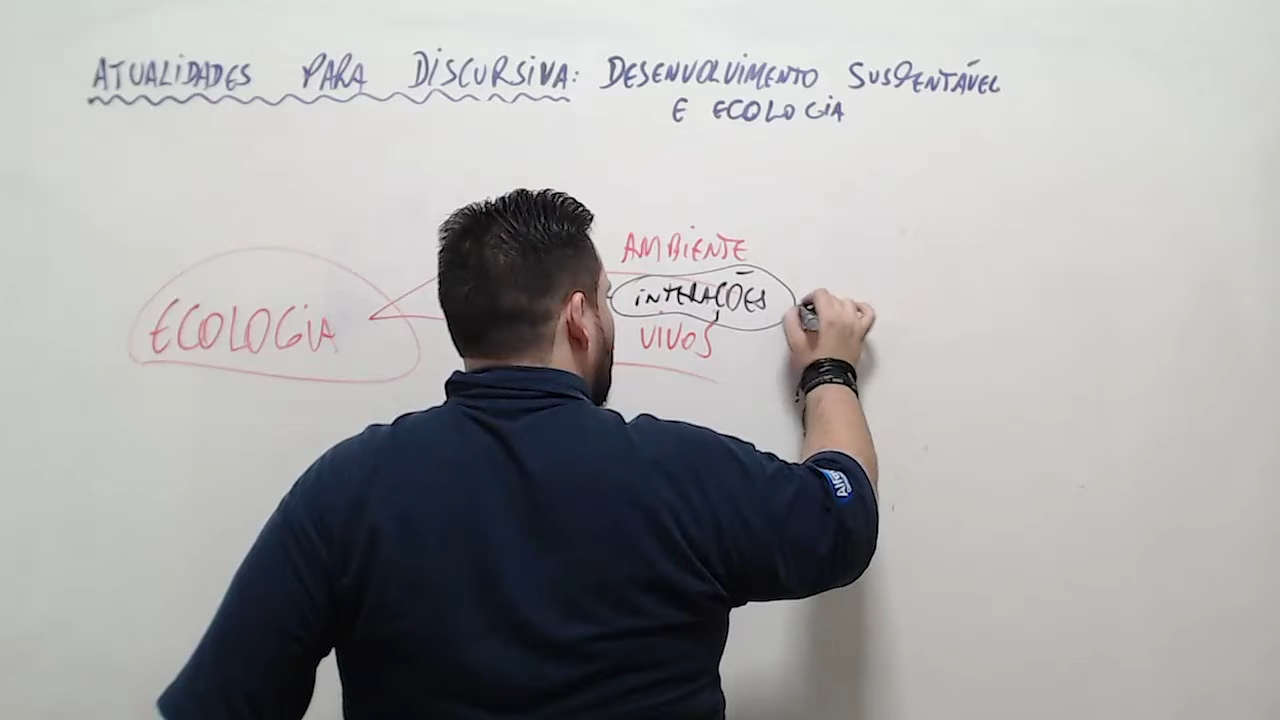 ATUALIDADES PARA DISCURSIVA: DESENVOLVIMENTO SUSTENTÁVEL
E ECOLOGIA
AMBIENTE
INTERAÇÕES
ECOLOGIA
VIVOS